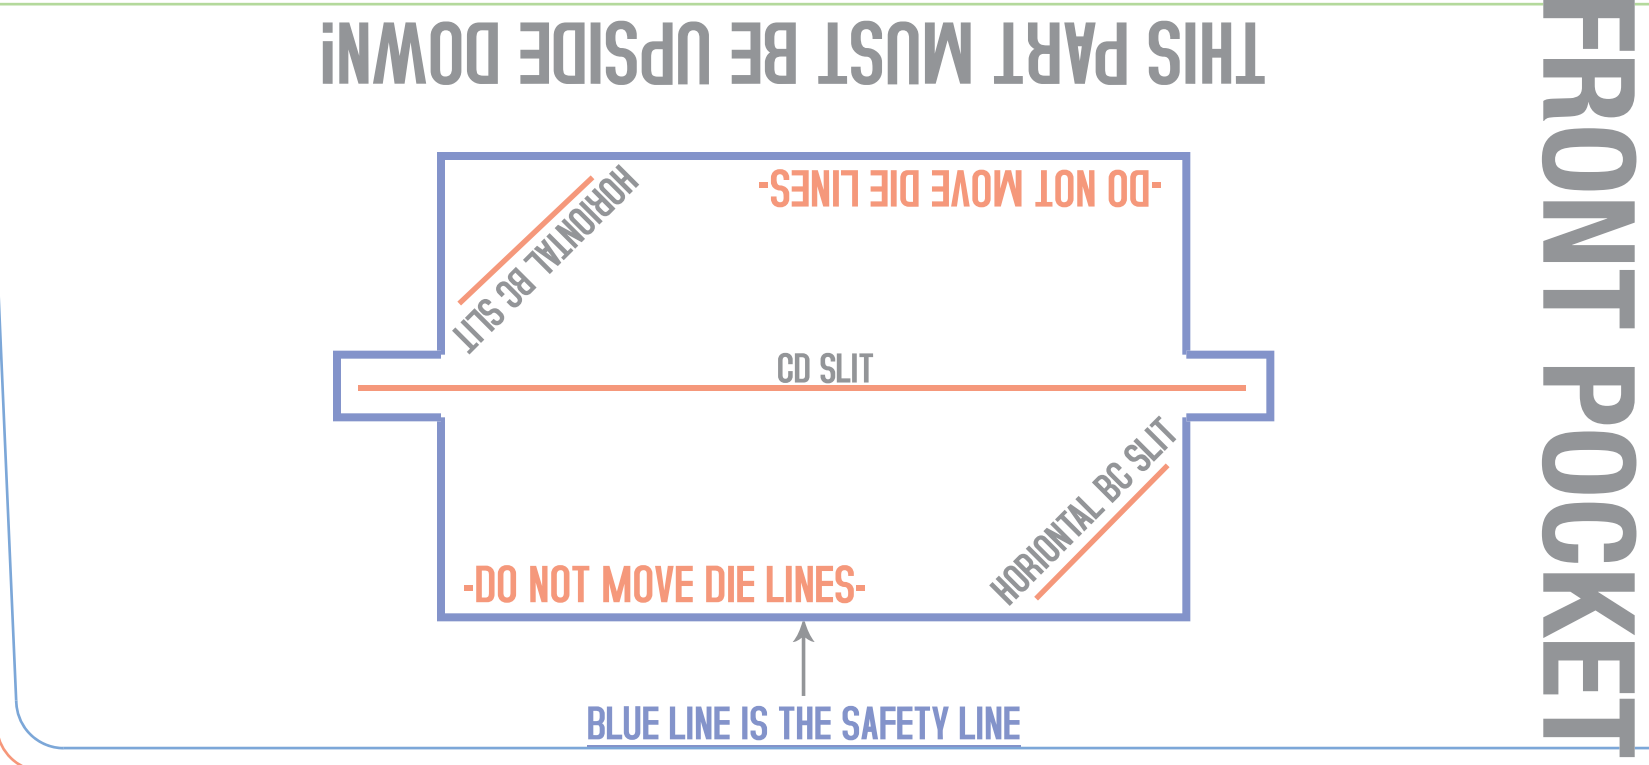 THIS PART MUST BE UPSIDE DOWN!
-DO NOT MOVE DIE LINES-
HORIONTAL BC SLIT
CD SLIT
HORIONTAL BC SLIT
-DO NOT MOVE DIE LINES-
BLUE LINE IS THE SAFETY LINE
FRONT POCKET